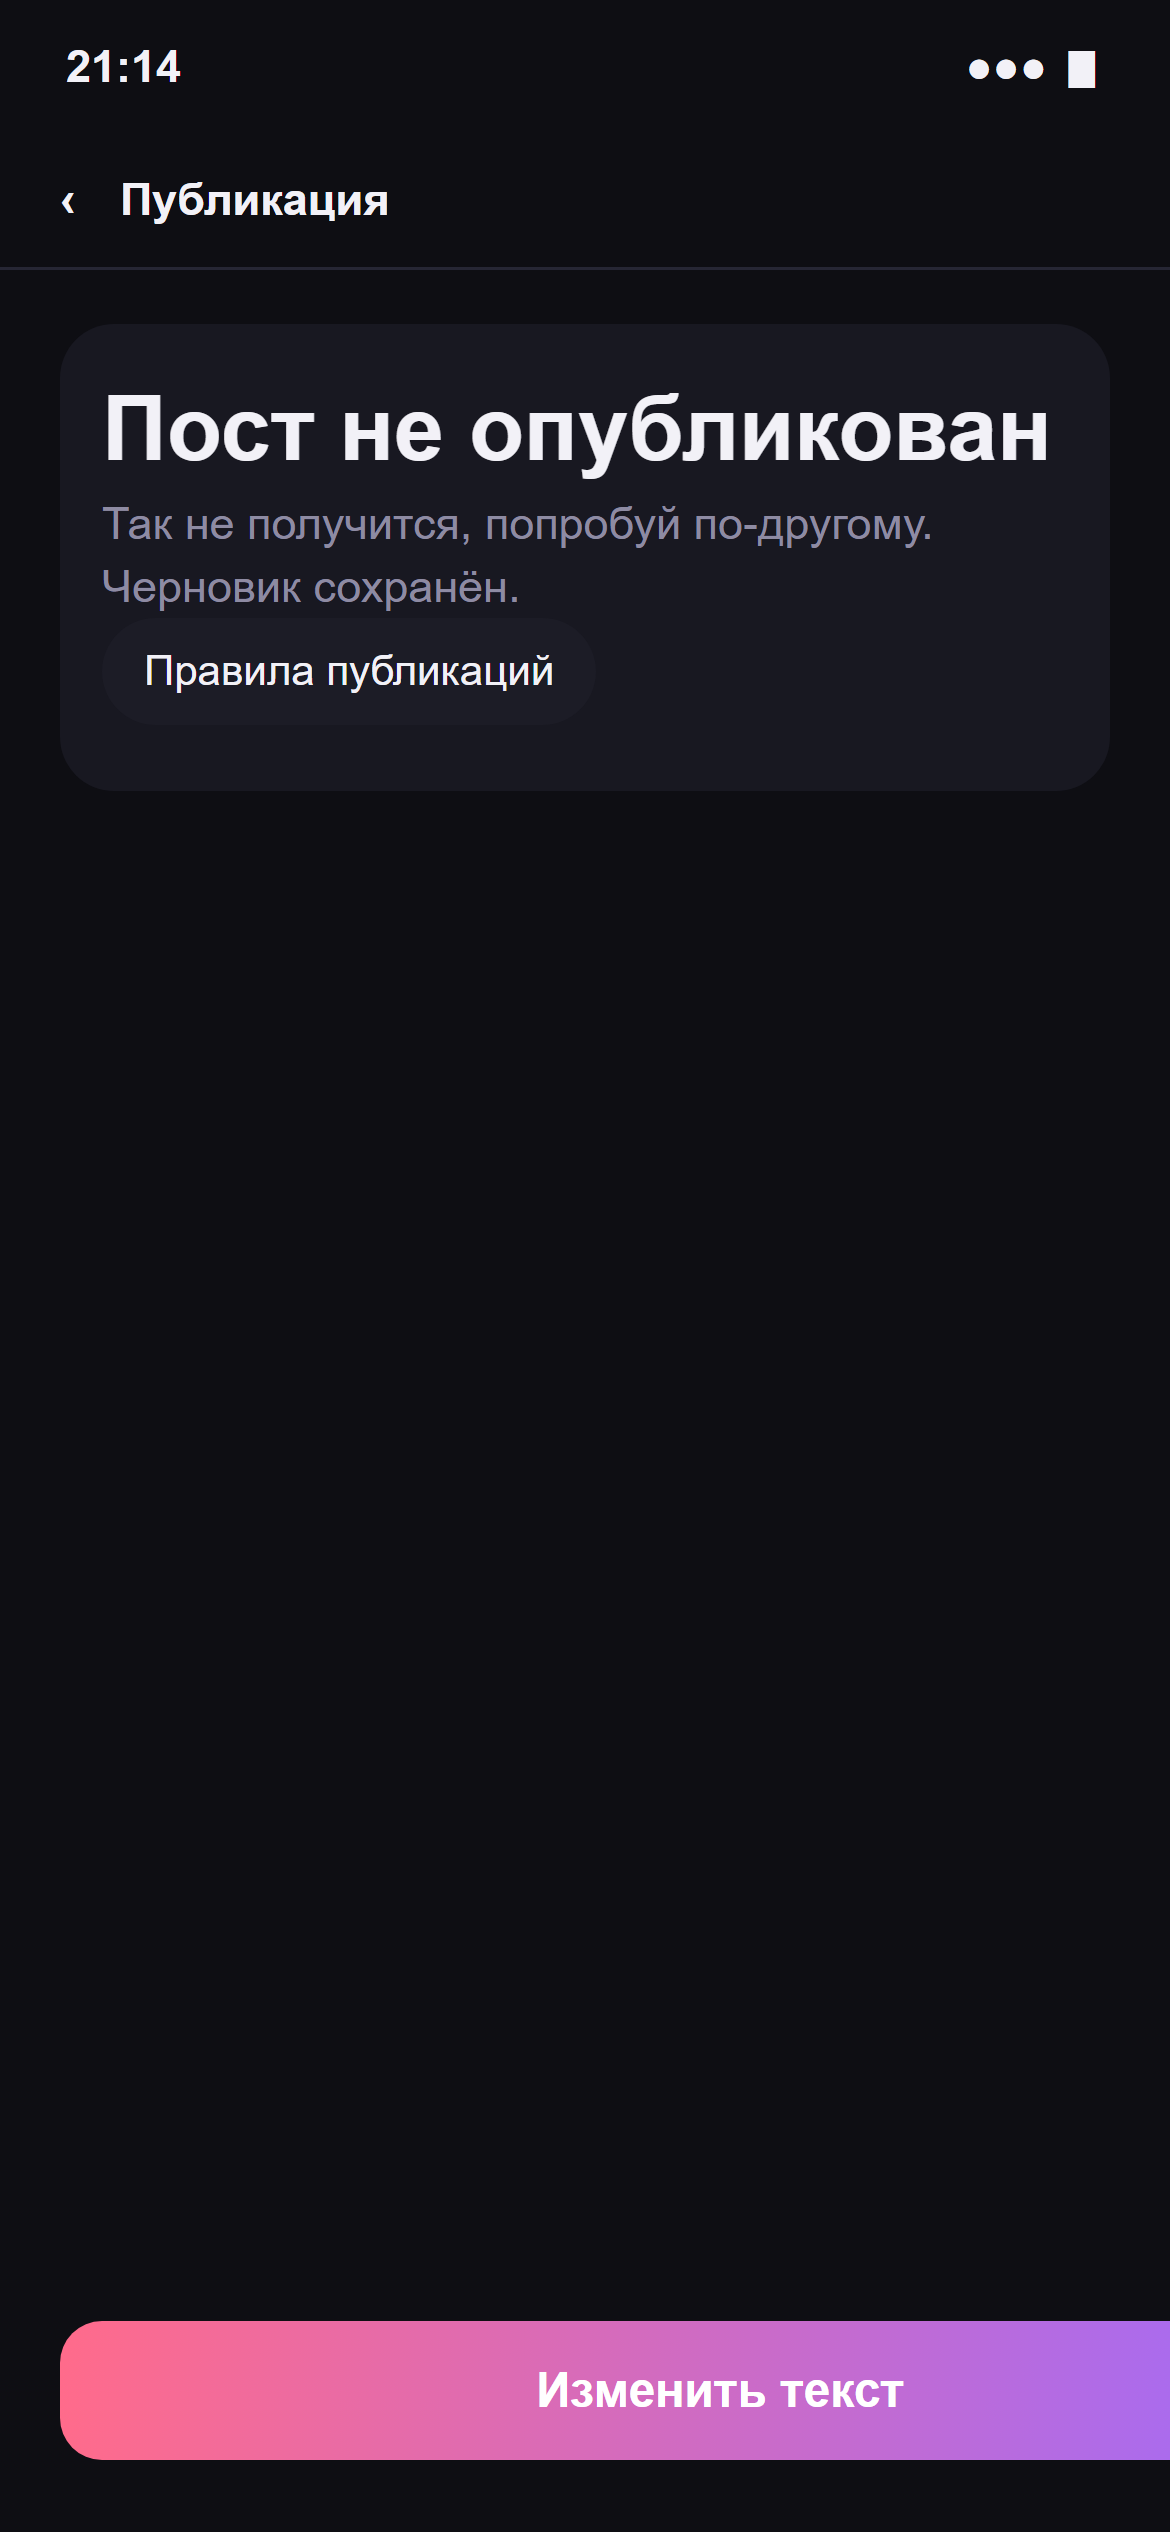 21:14
‹ Публикация
Пост не опубликован
Так не получится, попробуй по-другому.
Черновик сохранён.
Правила публикаций
Изменить текст